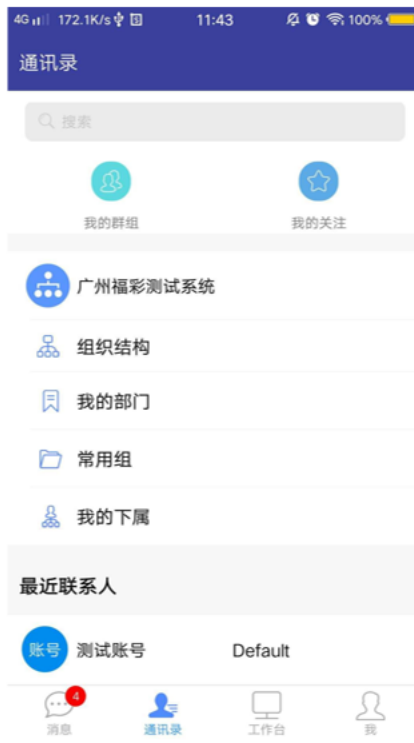 4G 172.1K/s 11:43 100%
通讯录
搜索
我的群组 我的关注
广州福彩测试系统
组织结构
我的部门
常用组
我的下属
最近联系人
账号 测试账号 Default
4
消息 通讯录 工作台 我